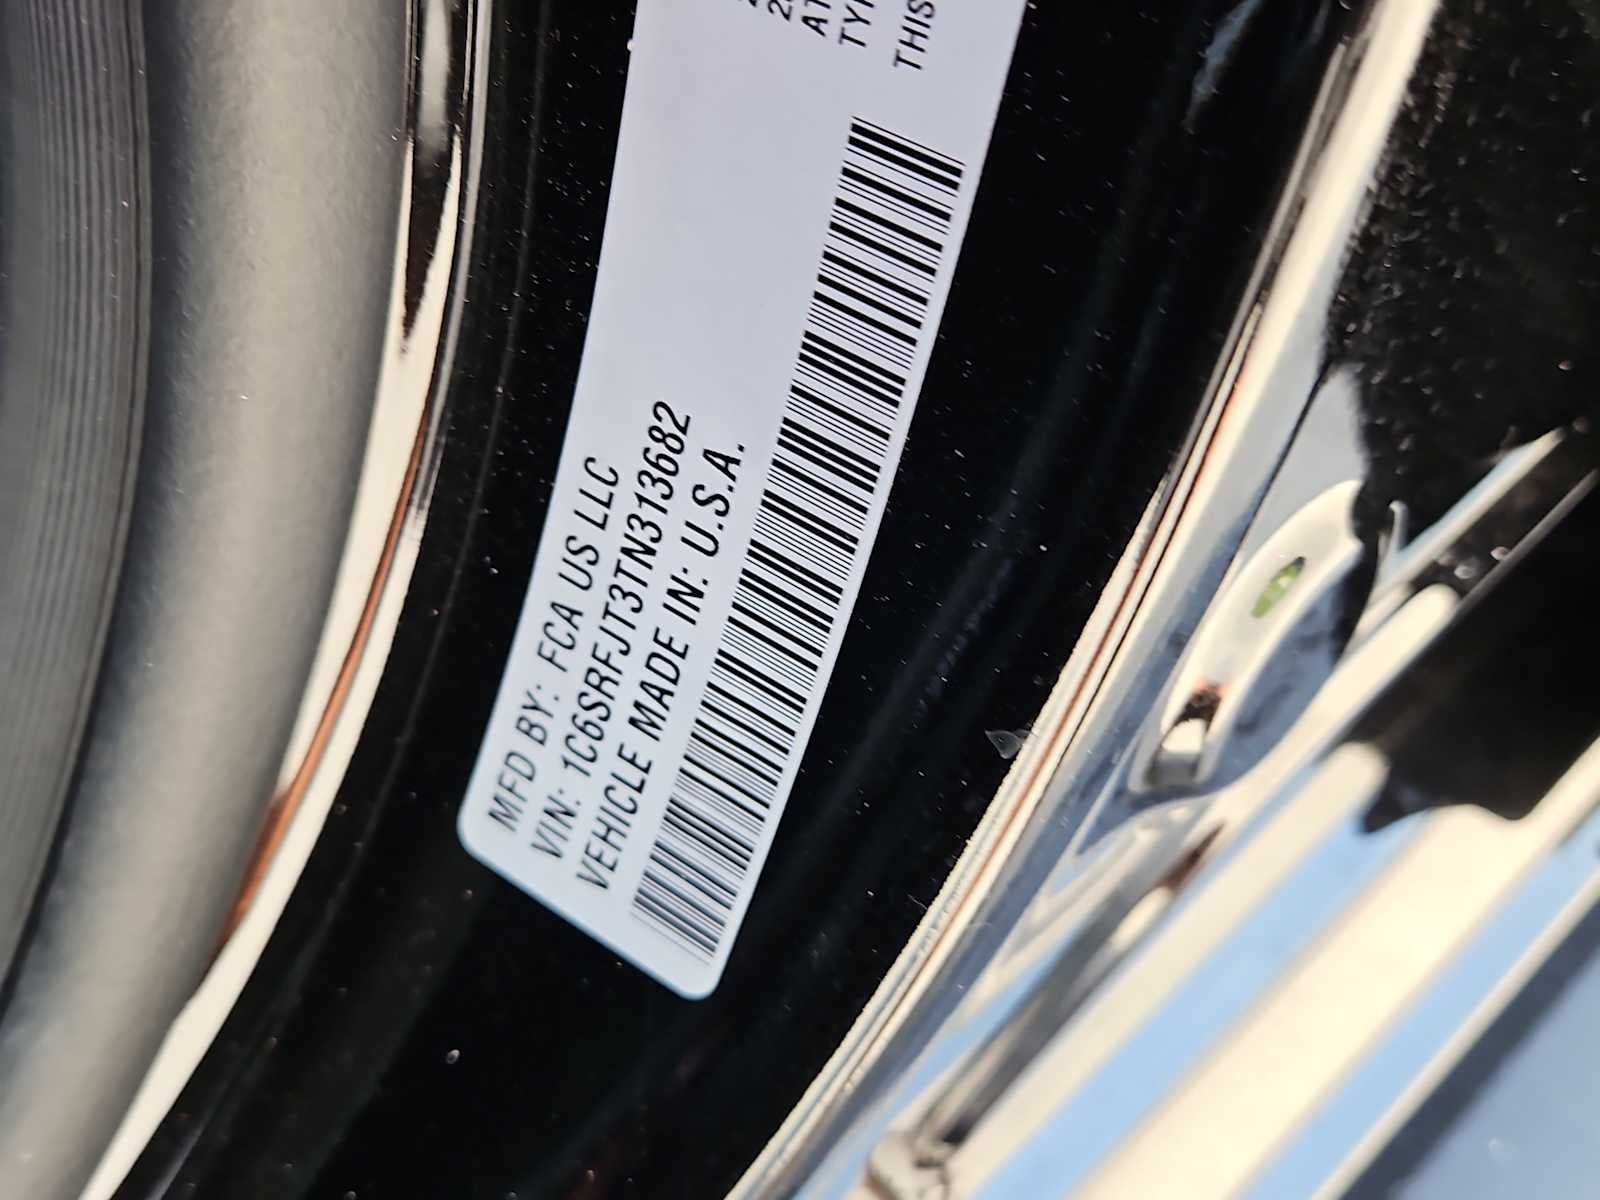 MFD BY: FCA US LLC
VIN: 1C6SRFJT3TN313682
VEHICLE MADE IN: U.S.A.
THIS